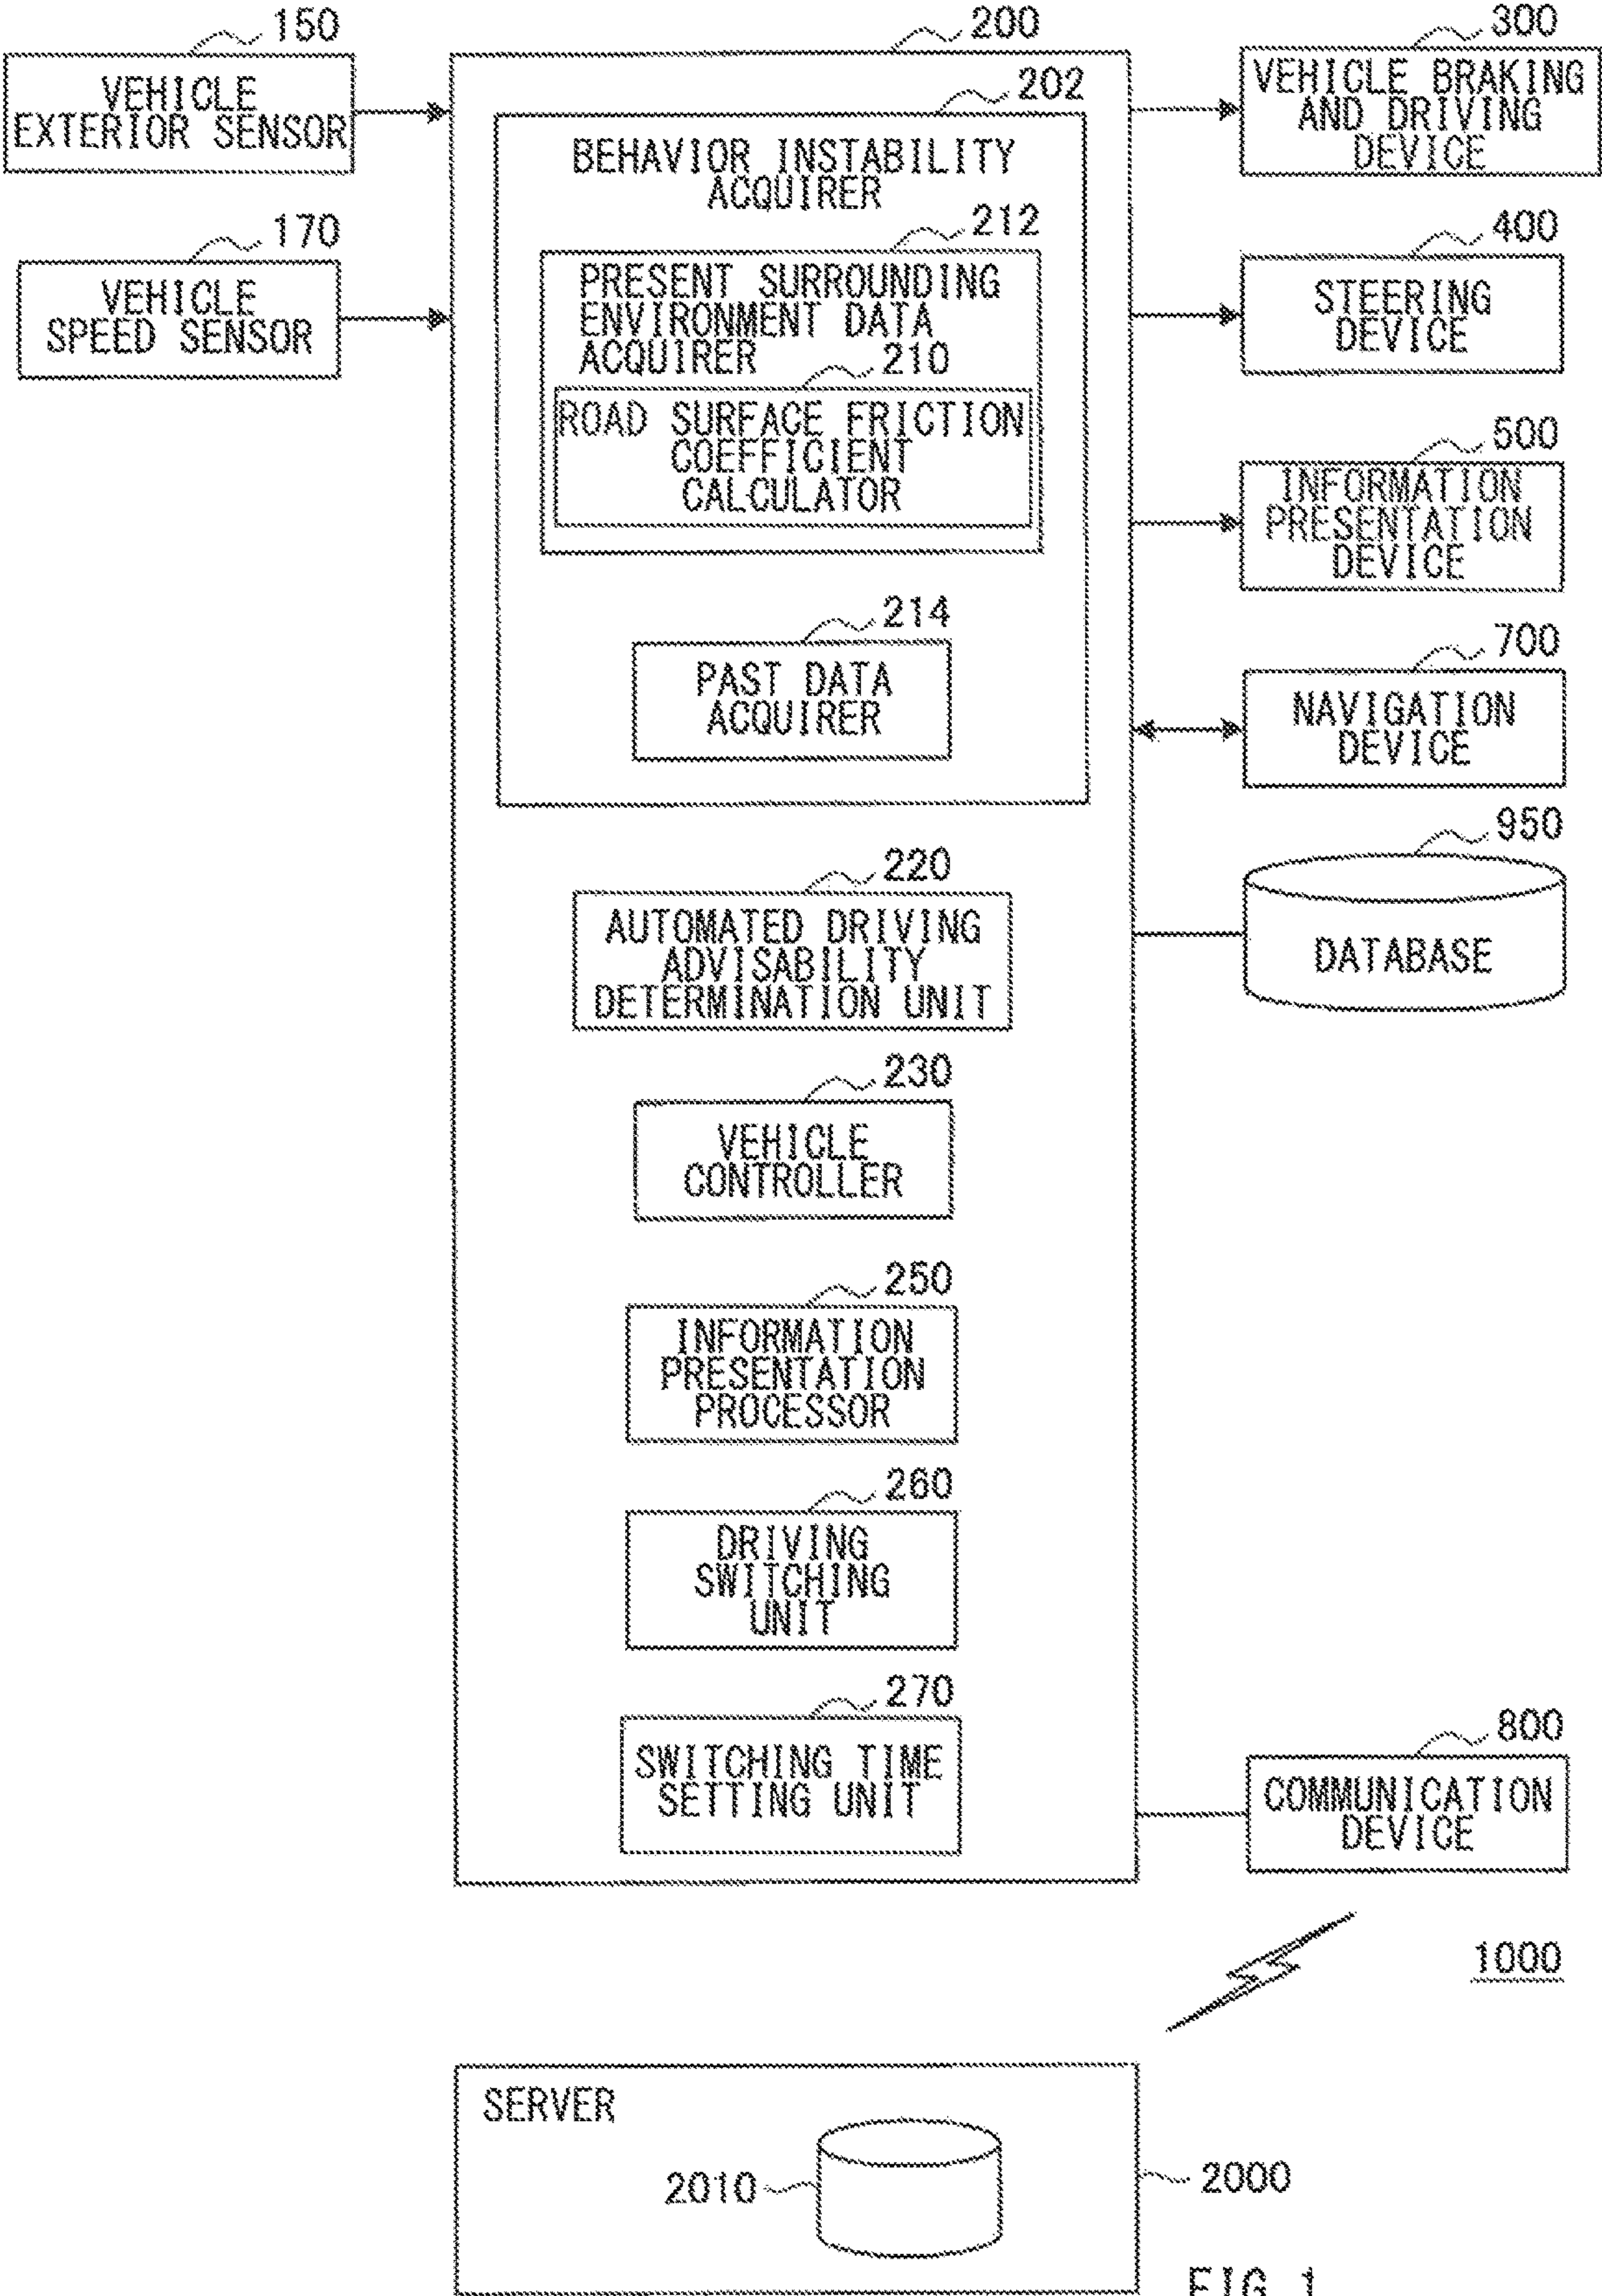 150
VEHICLE
EXTERIOR SENSOR
170
VEHICLE
SPEED SENSOR
200
202
BEHAVIOR INSTABILITY
ACQUIRER
212
PRESENT SURROUNDING
ENVIRONMENT DATA
ACQUIRER
210
ROAD SURFACE FRICTION
COEFFICIENT
CALCULATOR
214
PAST DATA
ACQUIRER
220
AUTOMATED DRIVING
ADVISABILITY
DETERMINATION UNIT
230
VEHICLE
CONTROLLER
250
INFORMATION
PRESENTATION
PROCESSOR
260
DRIVING
SWITCHING
UNIT
270
SWITCHING TIME
SETTING UNIT
300
VEHICLE BRAKING
AND DRIVING
DEVICE
400
STEERING
DEVICE
500
INFORMATION
PRESENTATION
DEVICE
700
NAVIGATION
DEVICE
950
DATABASE
800
COMMUNICATION
DEVICE
1000
SERVER
2010
2000
FIG. 1